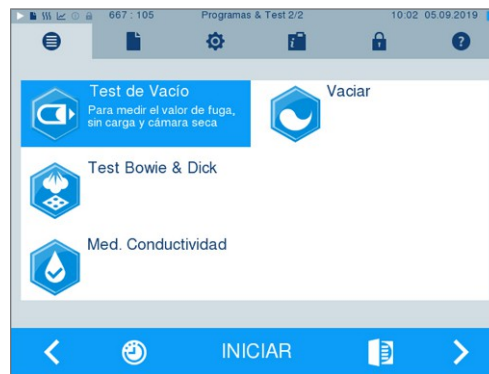 667 : 105 Programas & Test 2/2 10:02 05.09.2019
Test de Vacío
Para medir el valor de fuga,
sin carga y cámara seca
Vaciar
Test Bowie & Dick
Med. Conductividad
INICIAR